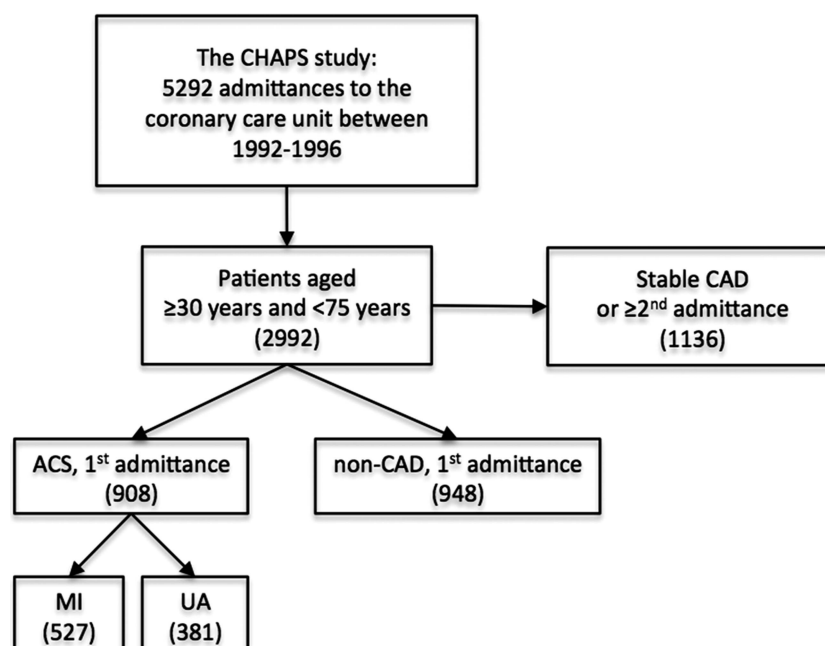 The CHAPS study:
5292 admittances to the
coronary care unit between
1992-1996
Patients aged
≥30 years and <75 years
(2992)
Stable CAD
or ≥2nd admittance
(1136)
ACS, 1st admittance
(908)
non-CAD, 1st admittance
(948)
MI
(527)
UA
(381)